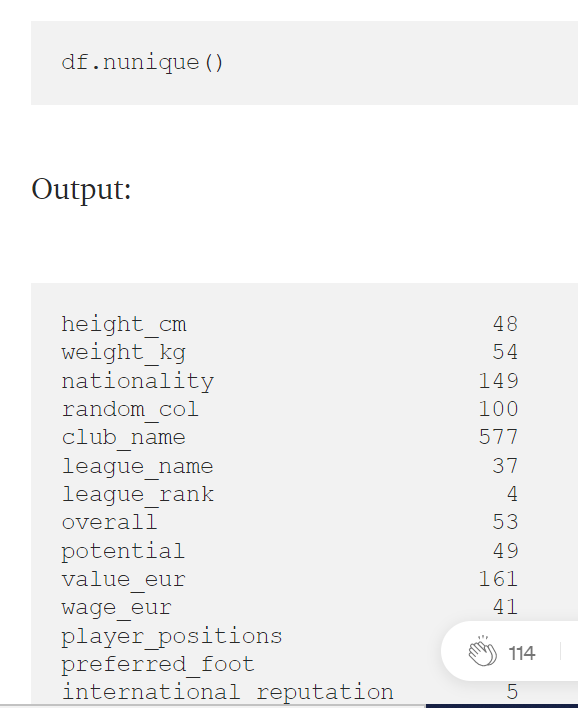 df.nunique()
Output:
height_cm 48
weight_kg 54
nationality 149
random_col 100
club_name 577
league_name 37
league_rank 4
overall 53
potential 49
value_eur 161
wage_eur 41
player_positions
preferred_foot
114
international_reputation 5